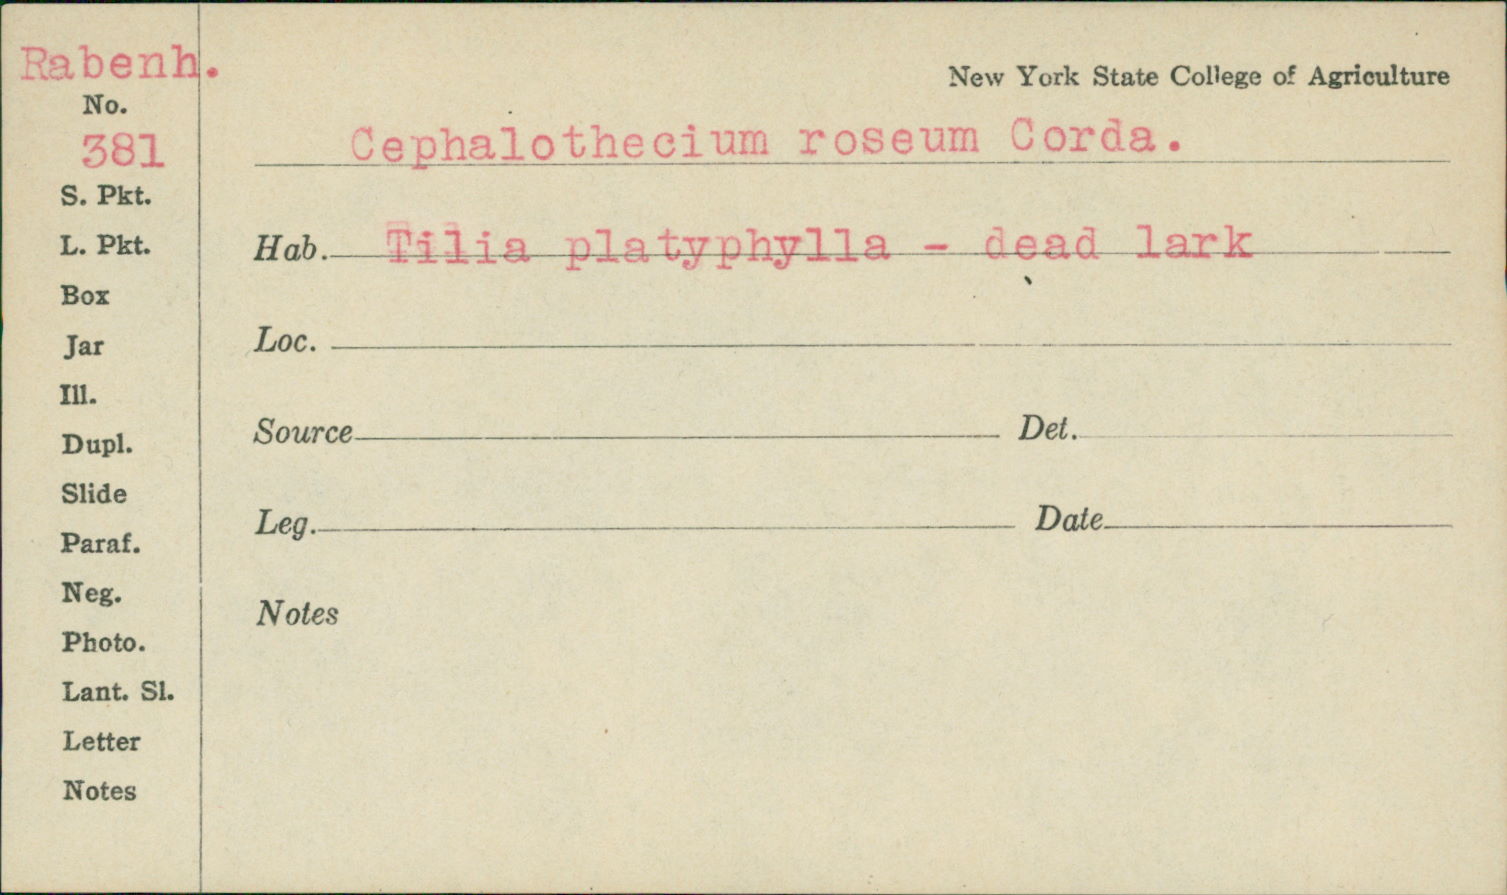 Rabenh.
No.
381
S. Pkt.
L. Pkt.
Box
Jar
Ill.
Dupl.
Slide
Paraf.
Neg.
Photo.
Lant. Sl.
Letter
Notes
New York State College of Agriculture
Cephalothecium roseum Corda.
Hab. Tilia platyphylla - dead lark
Loc.
Source Det.
Leg. Date
Notes